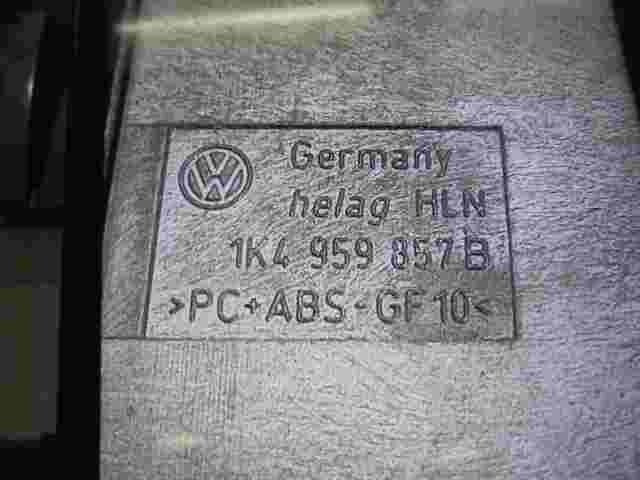 Germany
helag HLN
1K4 959 857 B
>PC+ABS-GF10<